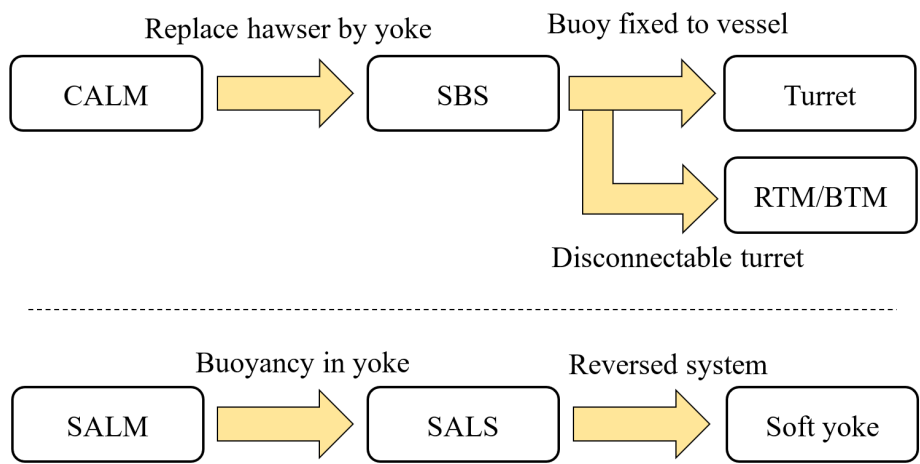 Replace hawser by yoke
Buoy fixed to vessel
CALM
SBS
Turret
RTM/BTM
Disconnectable turret
Buoyancy in yoke
Reversed system
SALM
SALS
Soft yoke